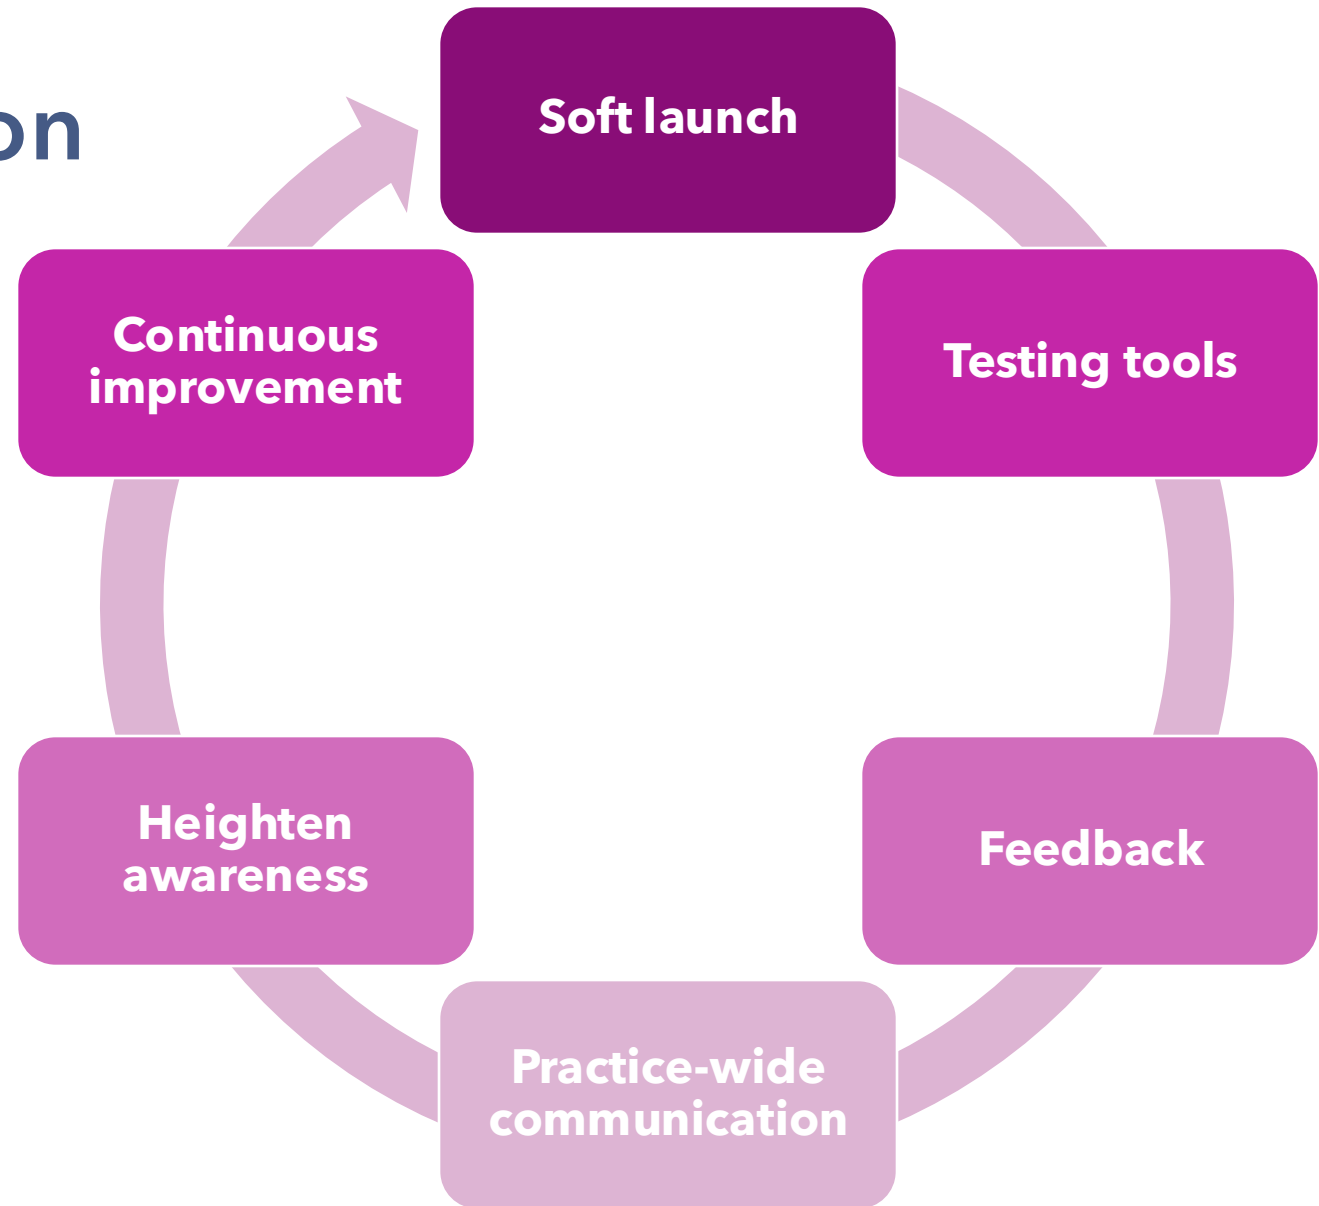 on
Soft launch
Testing tools
Feedback
Practice-wide
communication
Heighten
awareness
Continuous
improvement